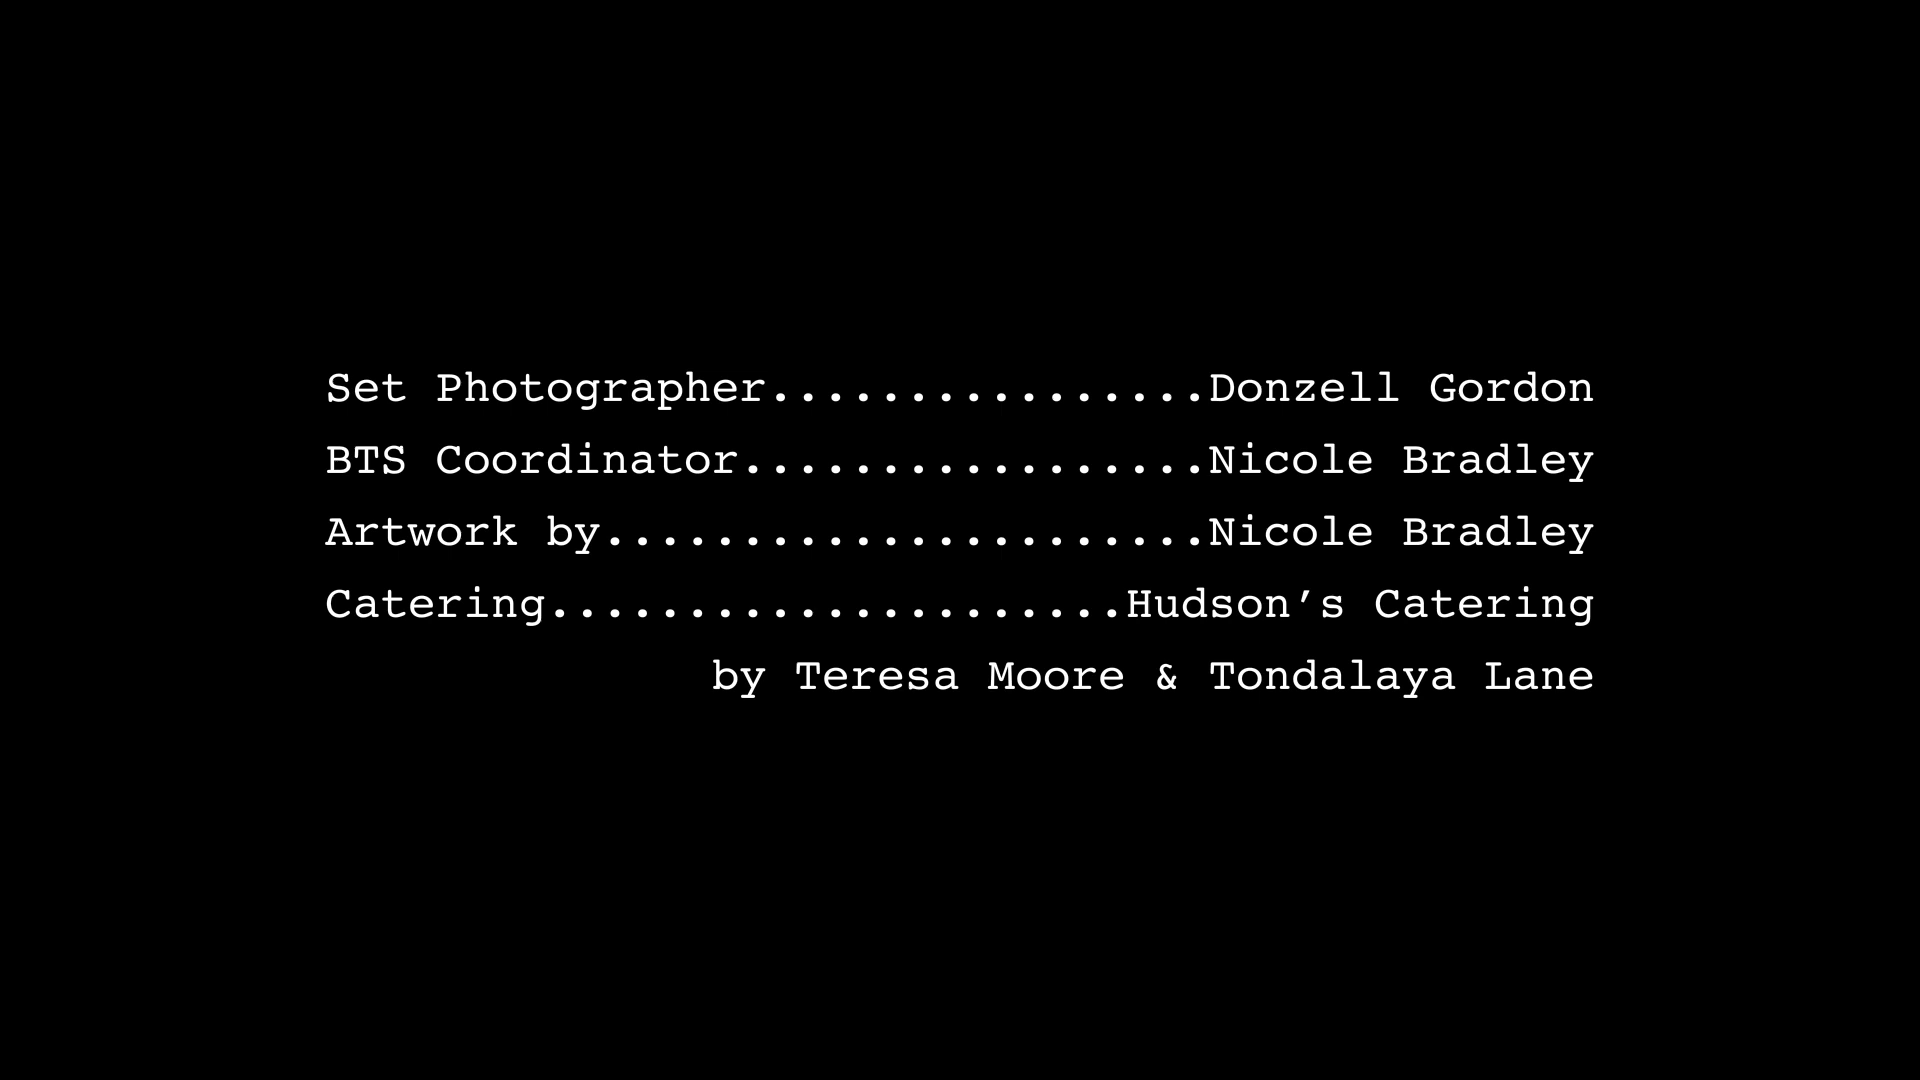 Set Photographer................Donzell Gordon
BTS Coordinator.................Nicole Bradley
Artwork by......................Nicole Bradley
Catering.....................Hudson’s Catering
by Teresa Moore & Tondalaya Lane